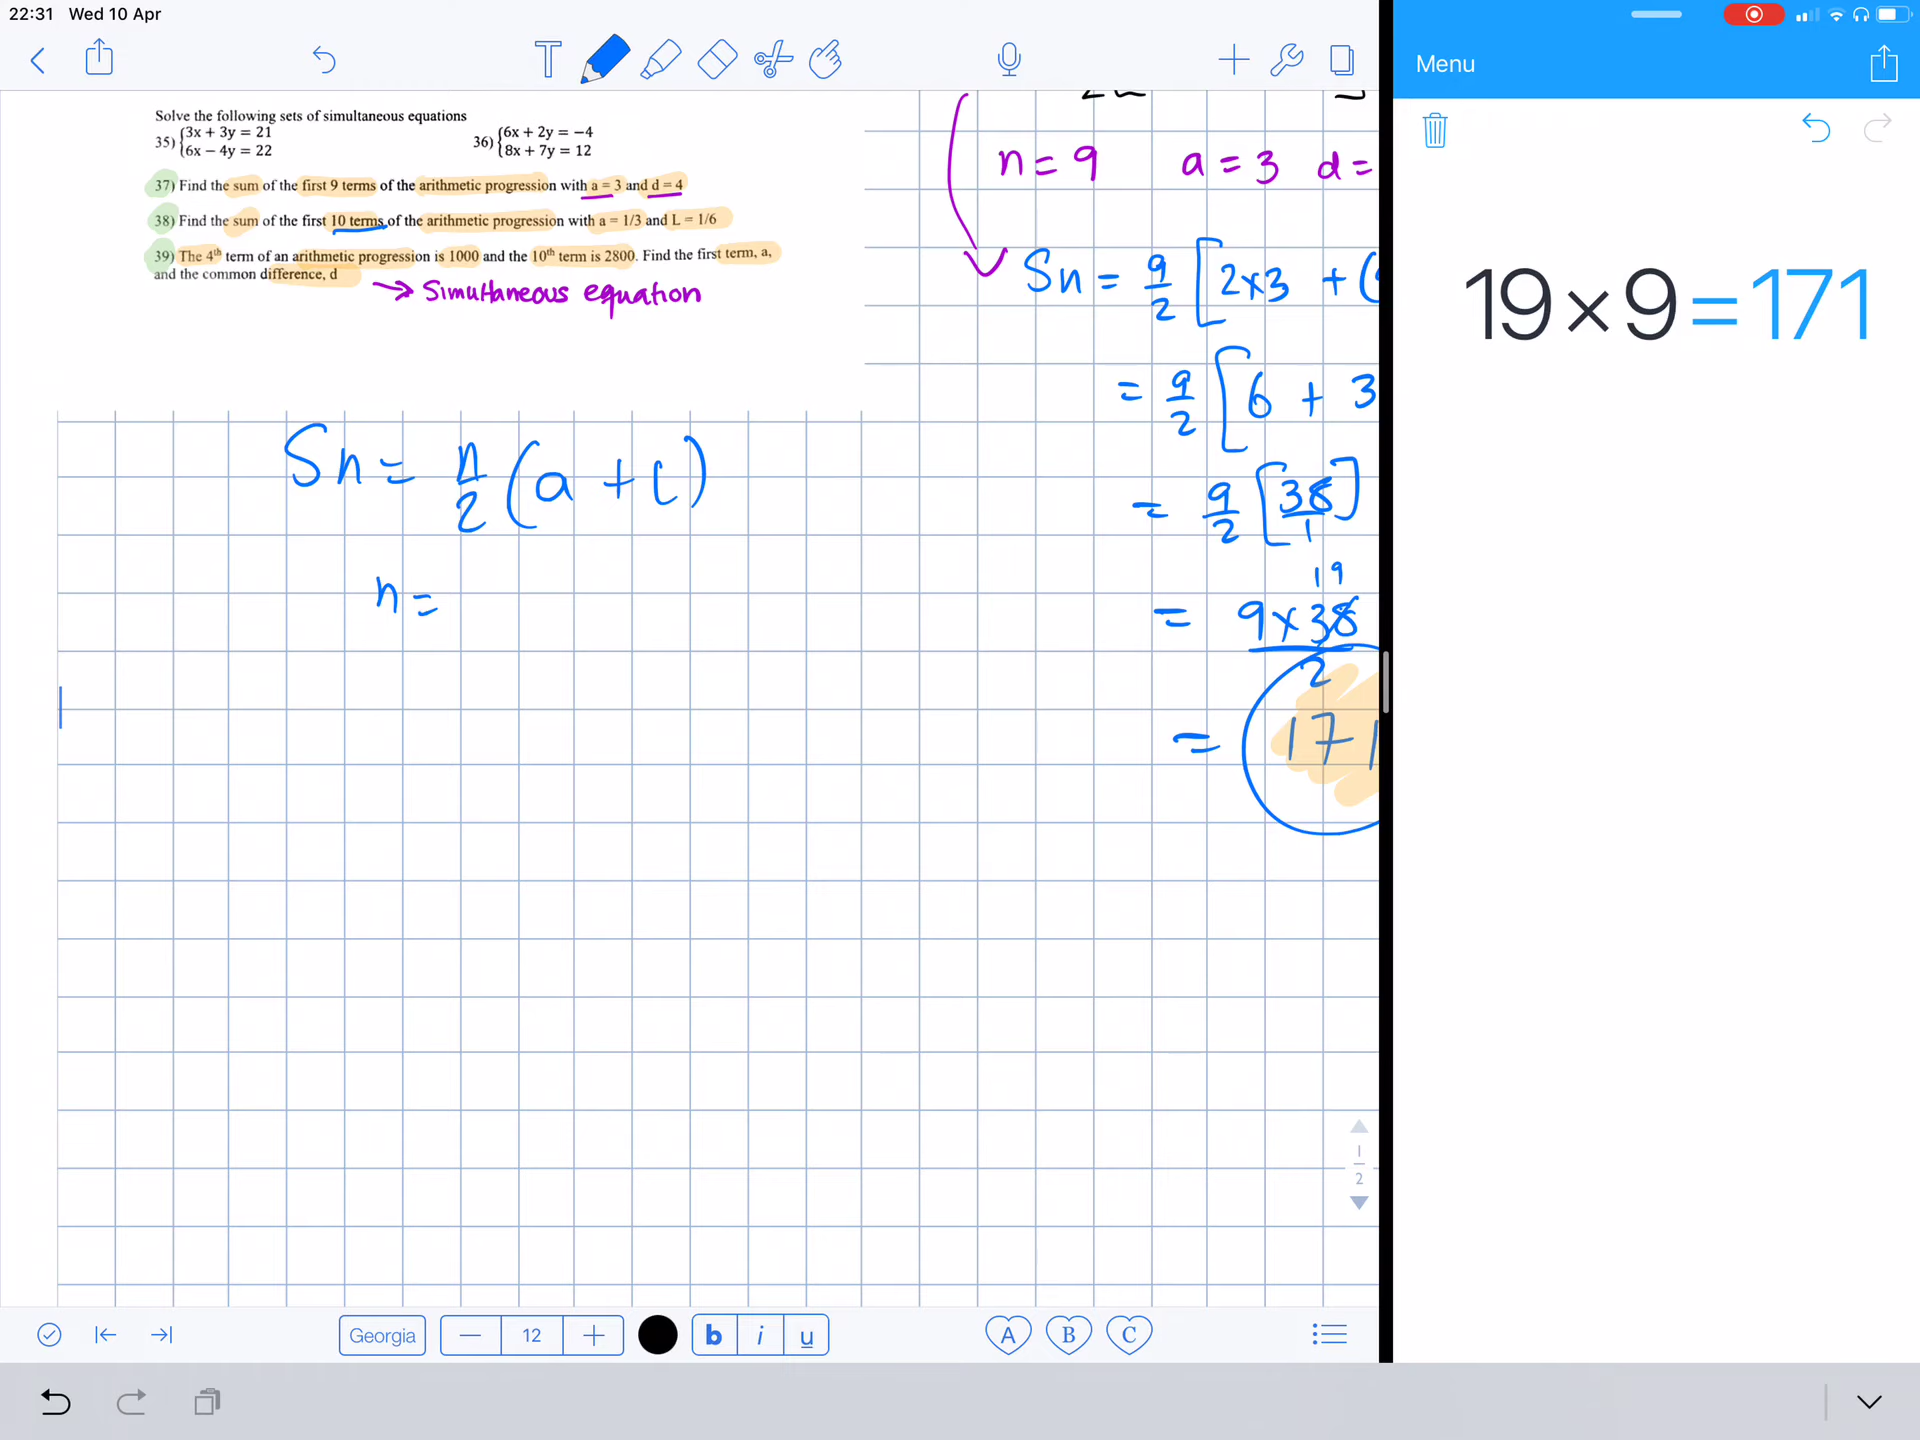 22:31 Wed 10 Apr
Menu
Solve the following sets of simultaneous equations
35) {3x + 3y = 21
6x − 4y = 22
36) {6x + 2y = −4
8x + 7y = 12
37) Find the sum of the first 9 terms of the arithmetic progression with a = 3 and d = 4
38) Find the sum of the first 10 terms of the arithmetic progression with a = 1/3 and L = 1/6
39) The 4th term of an arithmetic progression is 1000 and the 10th term is 2800. Find the first term, a,
and the common difference, d
→ Simultaneous equation
Sn = n/2 (a + l)
n =
n = 9 a = 3 d =
Sn = 9/2 [2×3 + (
= 9/2 [6 + 3
= 9/2 [38/1]
19
= 9×38/2
= 171
19×9=171
1/2
Georgia − 12 + b i u A B C